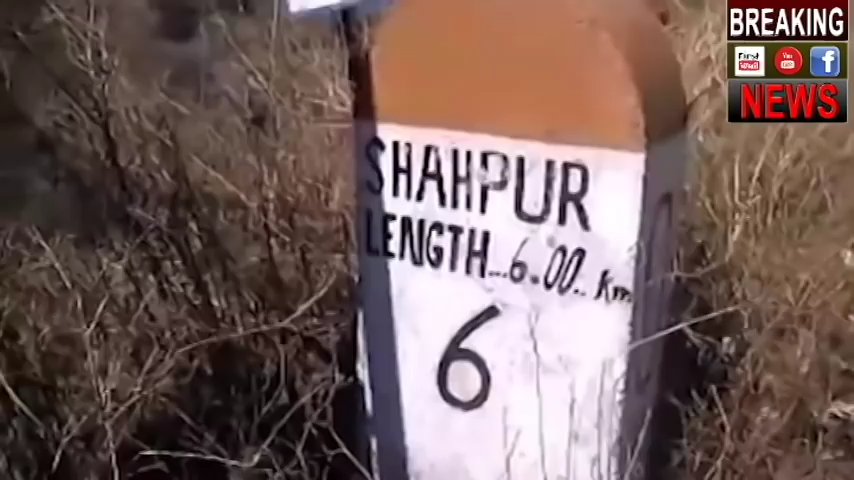 BREAKING
NEWS
SHAHPUR
LENGTH...6.00..Km
6